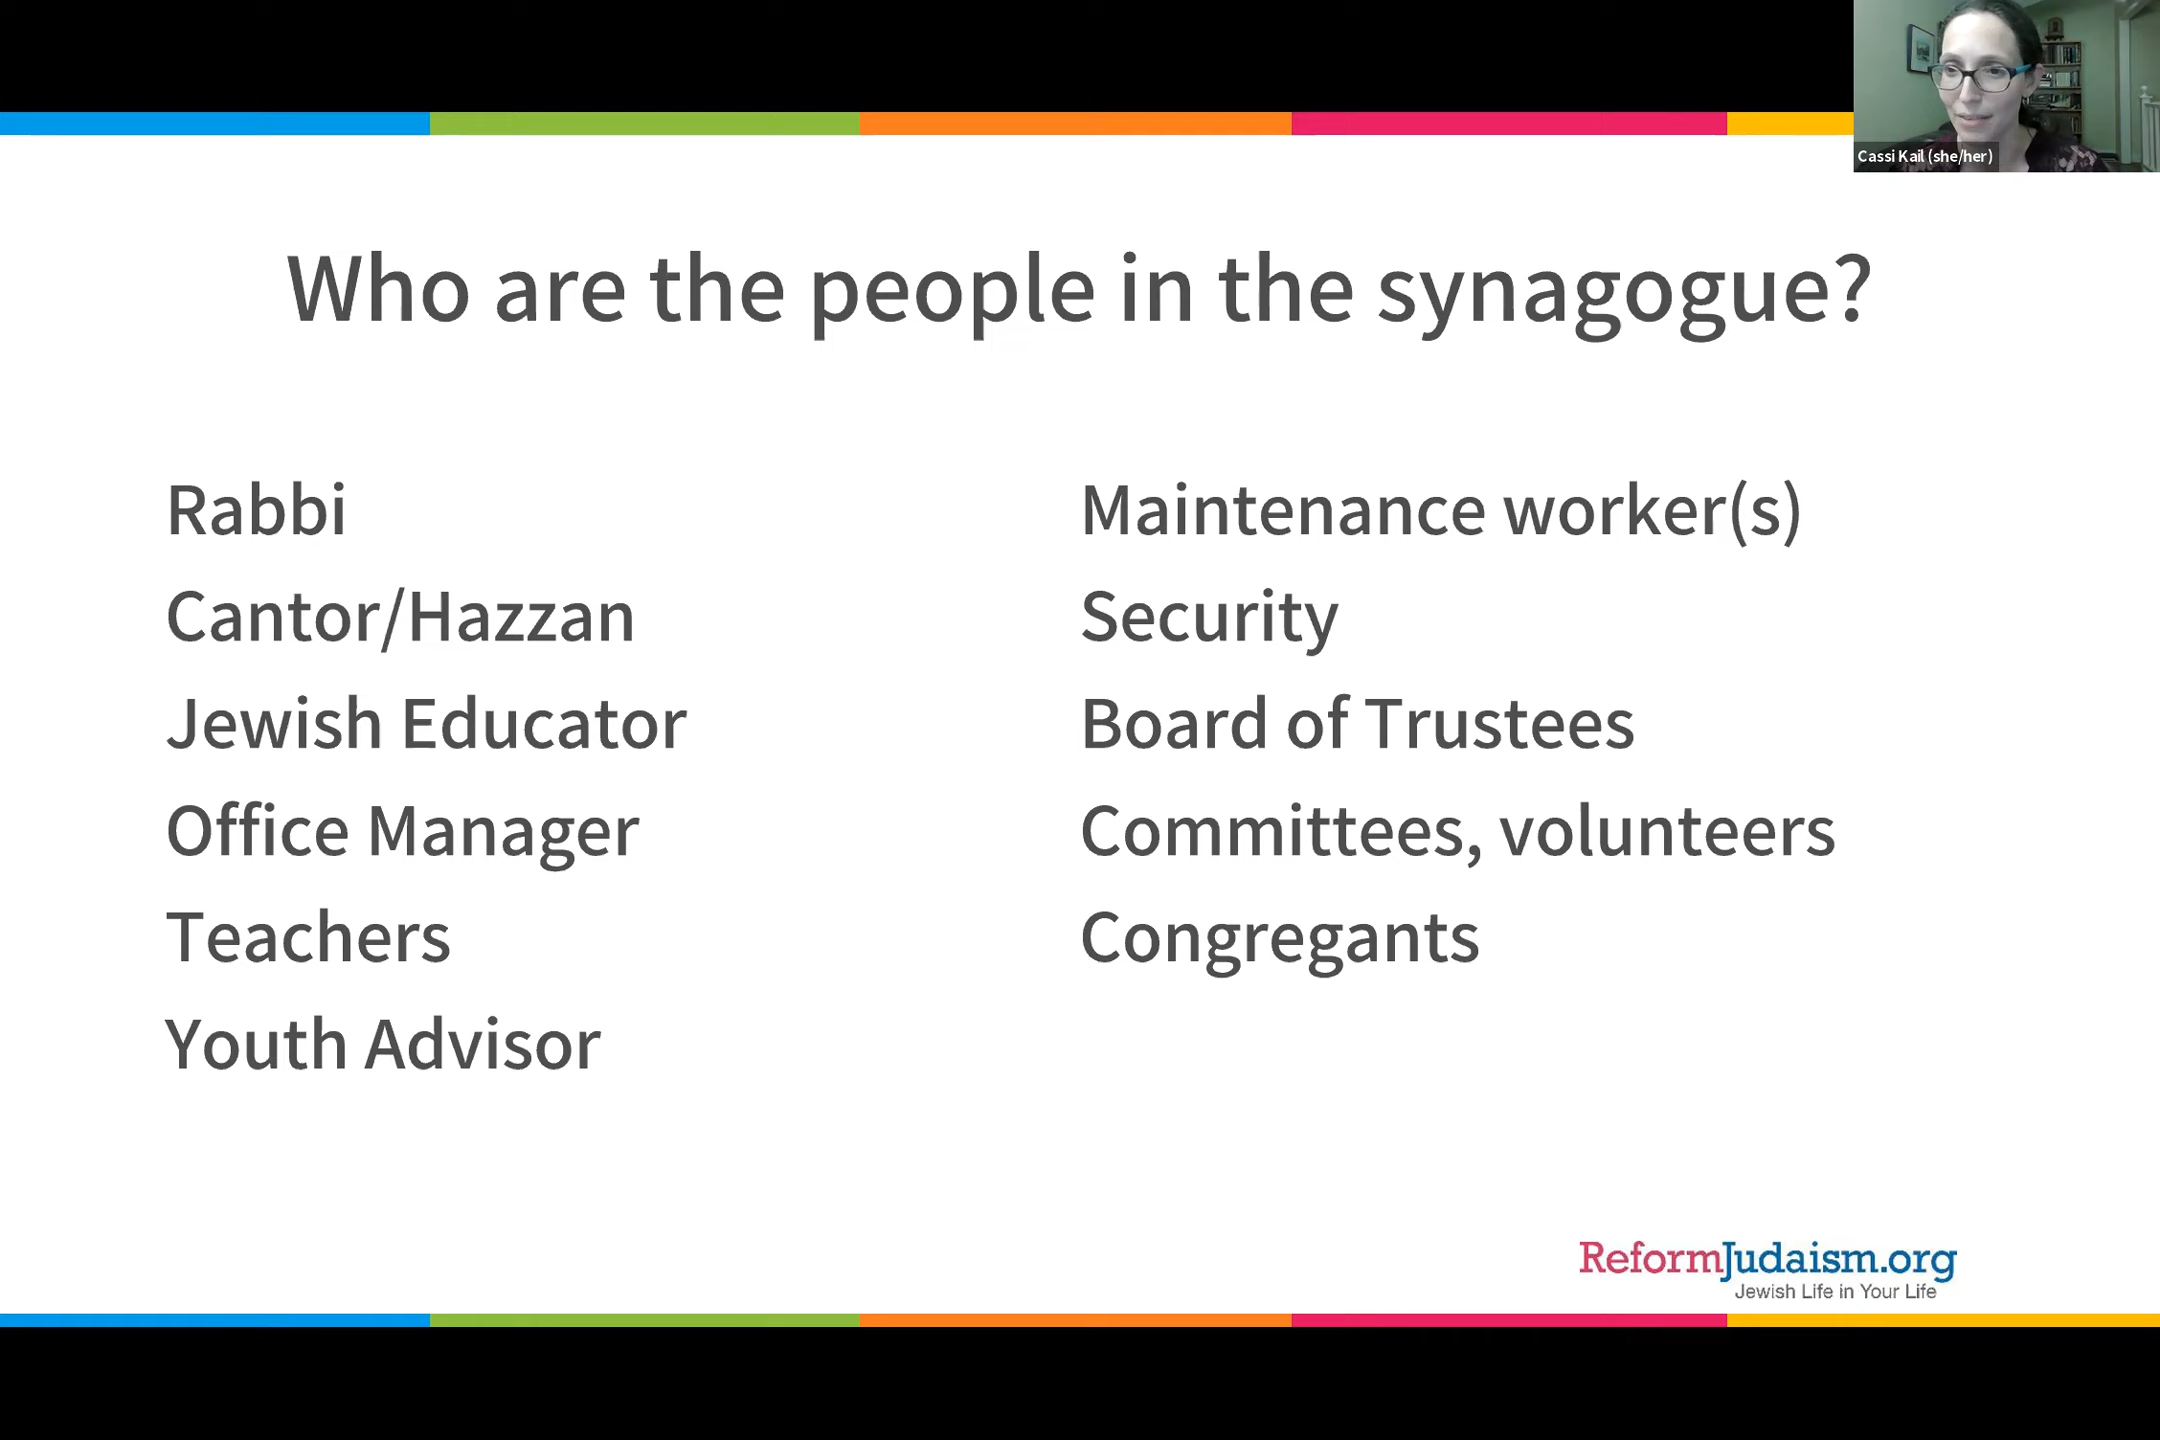 Cassi Kail (she/her)
Who are the people in the synagogue?
Rabbi
Cantor/Hazzan
Jewish Educator
Office Manager
Teachers
Youth Advisor
Maintenance worker(s)
Security
Board of Trustees
Committees, volunteers
Congregants
ReformJudaism.org
Jewish Life in Your Life